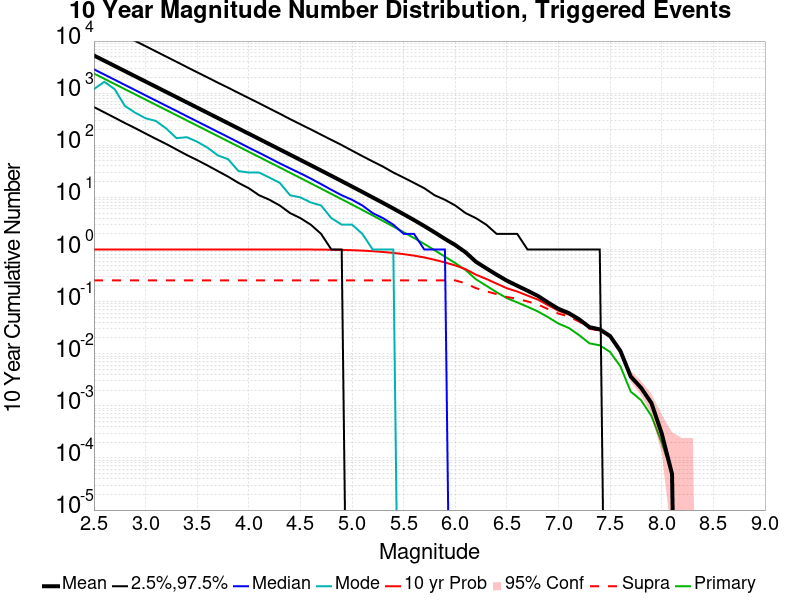 10 Year Magnitude Number Distribution, Triggered Events
10 Year Cumulative Number
10^4
10^3
10^2
10^1
10^0
10^-1
10^-2
10^-3
10^-4
10^-5
2.5 3.0 3.5 4.0 4.5 5.0 5.5 6.0 6.5 7.0 7.5 8.0 8.5 9.0
Magnitude
Mean 2.5%,97.5% Median Mode 10 yr Prob 95% Conf Supra Primary